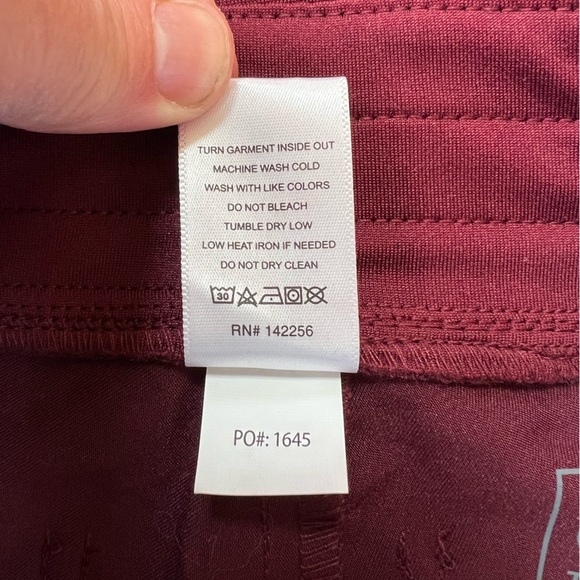 TURN GARMENT INSIDE OUT
MACHINE WASH COLD
WASH WITH LIKE COLORS
DO NOT BLEACH
TUMBLE DRY LOW
LOW HEAT IRON IF NEEDED
DO NOT DRY CLEAN
30
RN# 142256
PO#: 1645